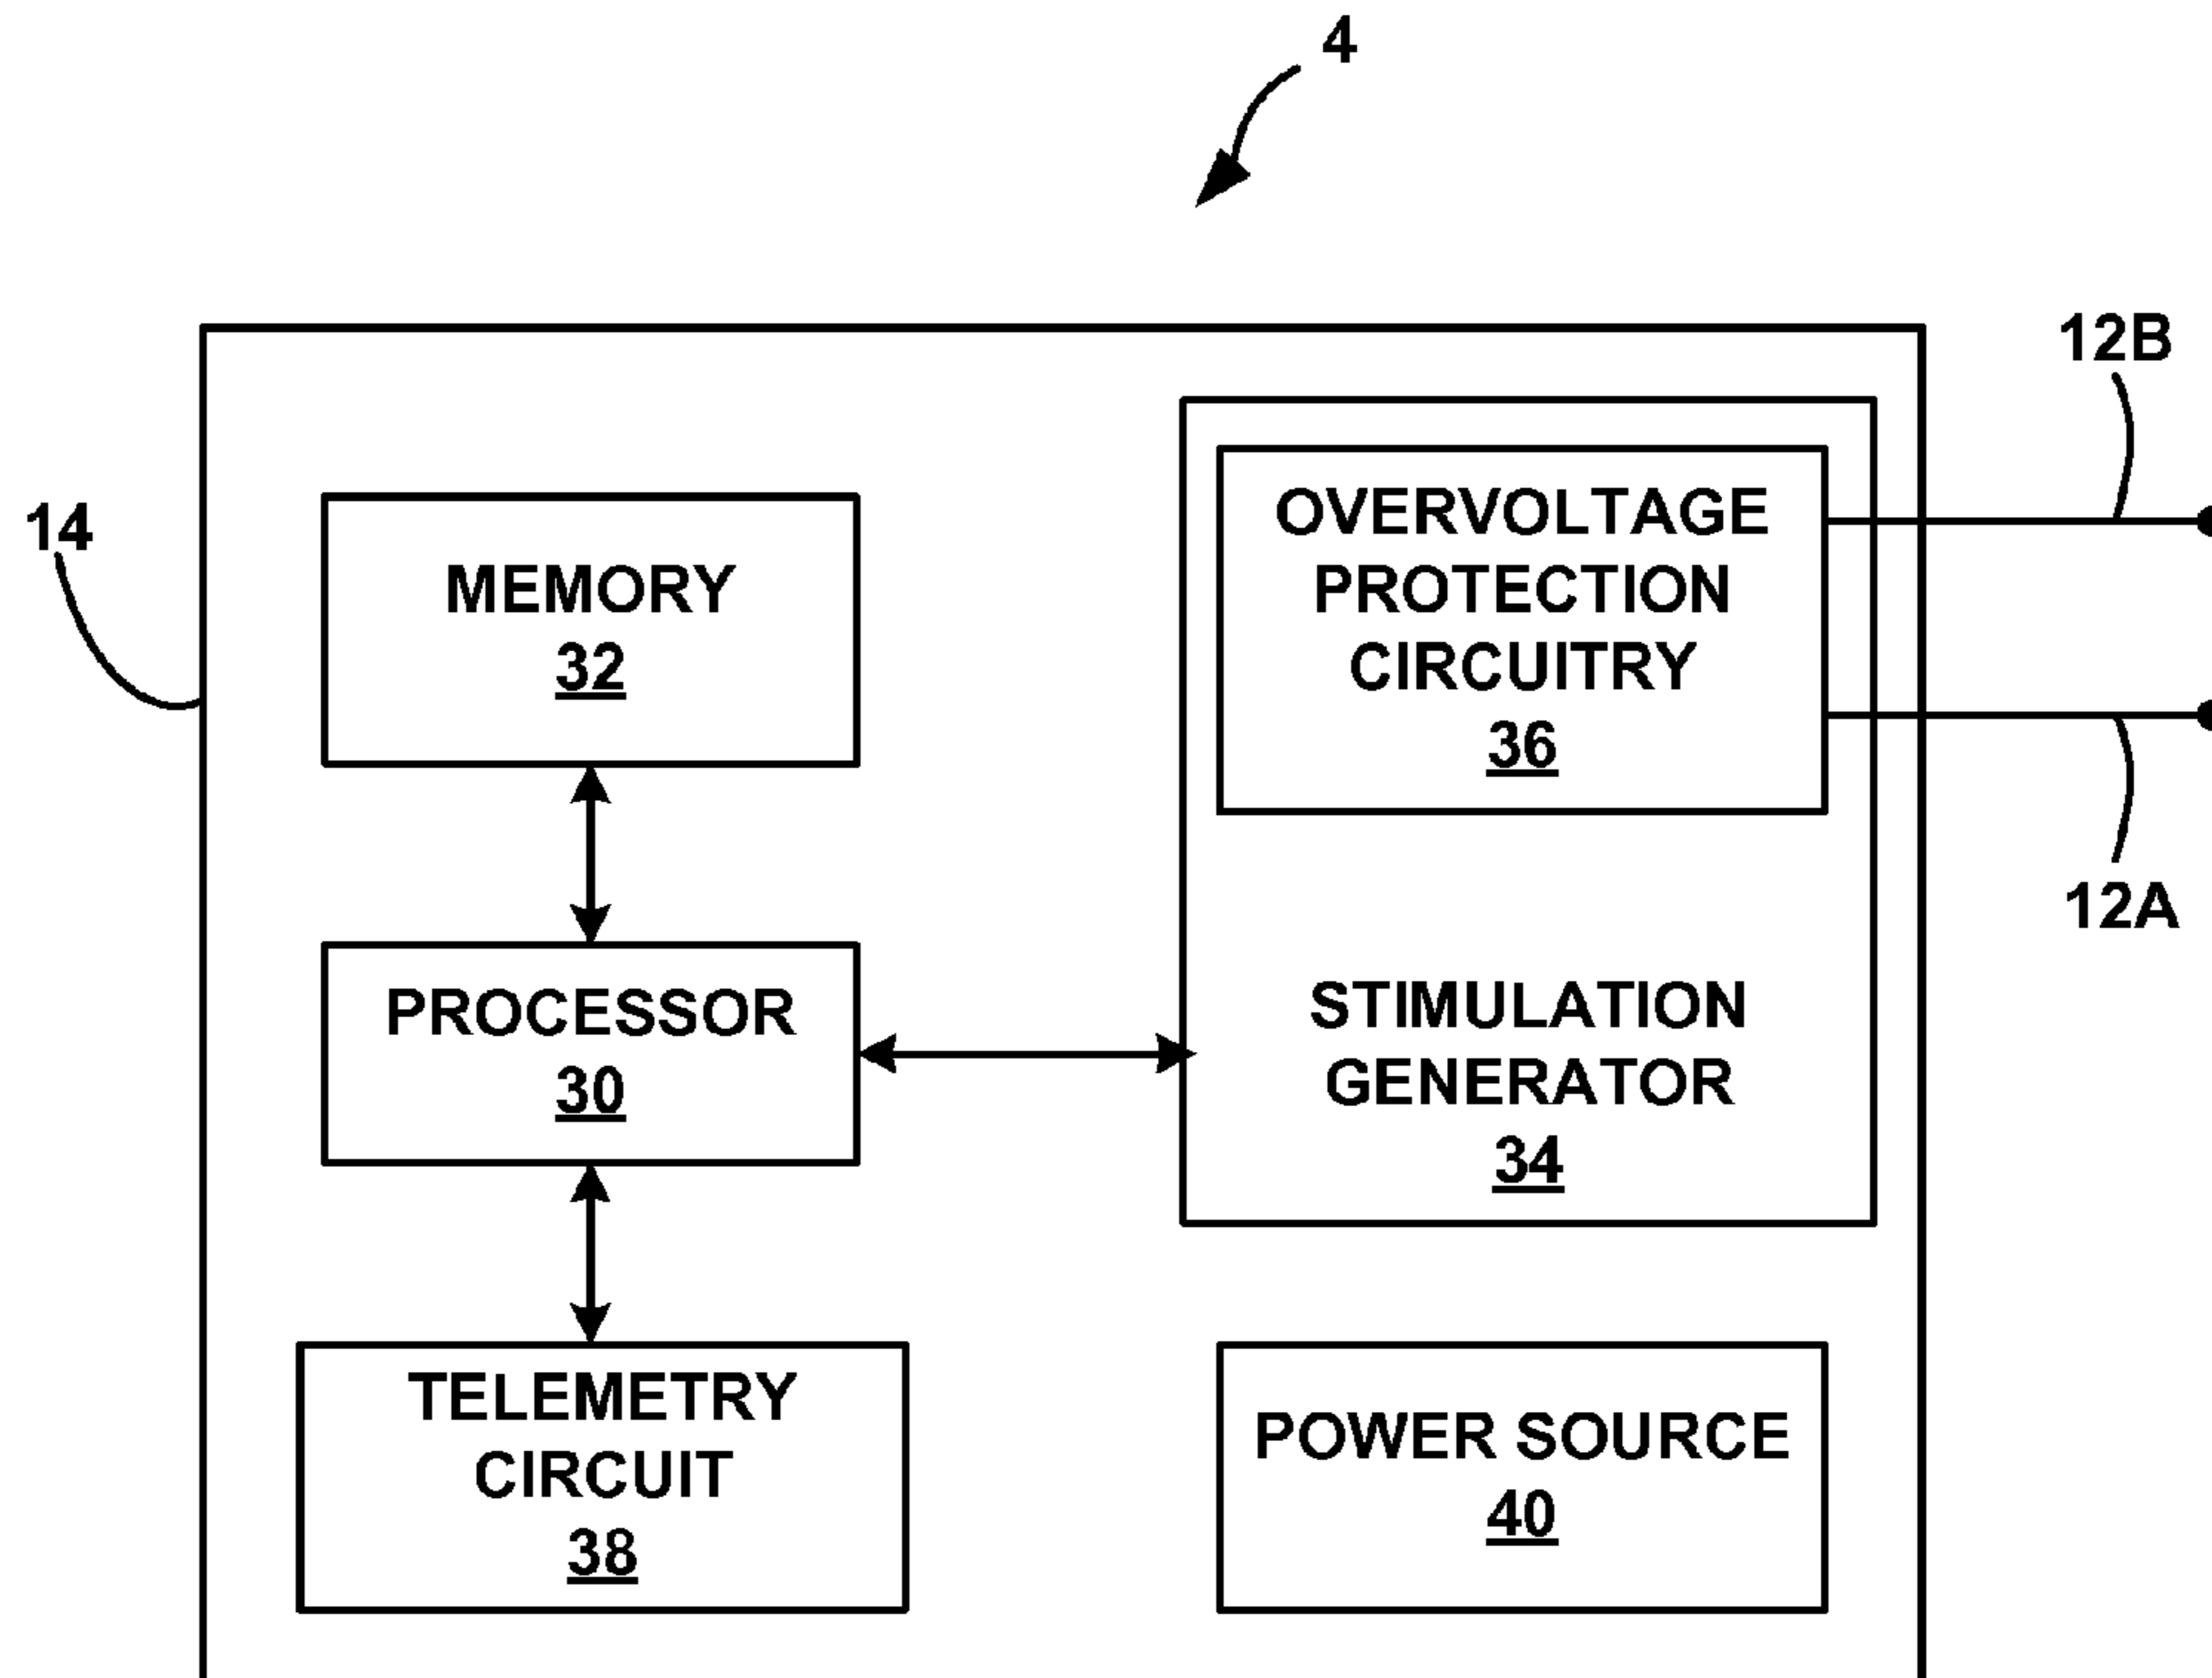 4
12B
14
OVERVOLTAGE
PROTECTION
CIRCUITRY
36
MEMORY
32
12A
PROCESSOR
30
STIMULATION
GENERATOR
34
TELEMETRY
CIRCUIT
38
POWER SOURCE
40